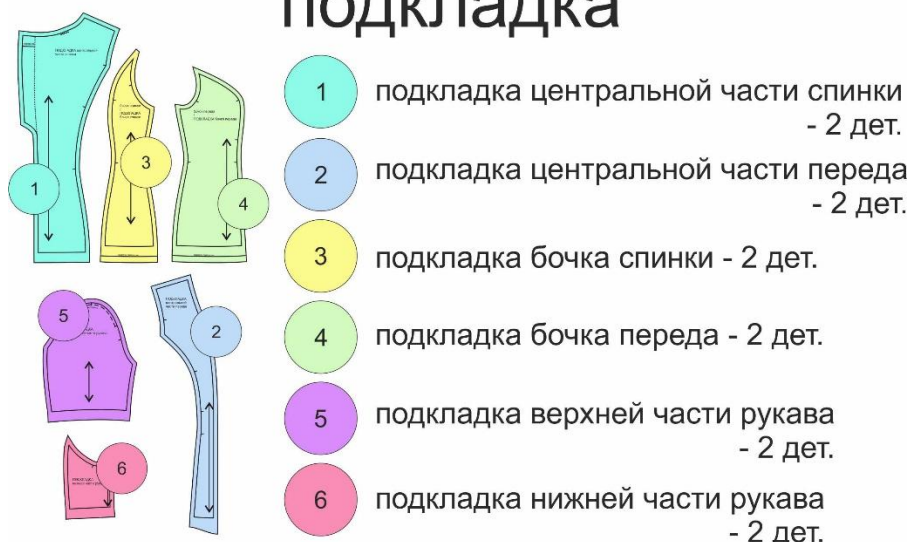 подкладка
1
подкладка центральной части спинки
- 2 дет.
2
подкладка центральной части переда
- 2 дет.
3
подкладка бочка спинки - 2 дет.
4
подкладка бочка переда - 2 дет.
5
подкладка верхней части рукава
- 2 дет.
6
подкладка нижней части рукава
- 2 дет.
1
3
4
5
2
6